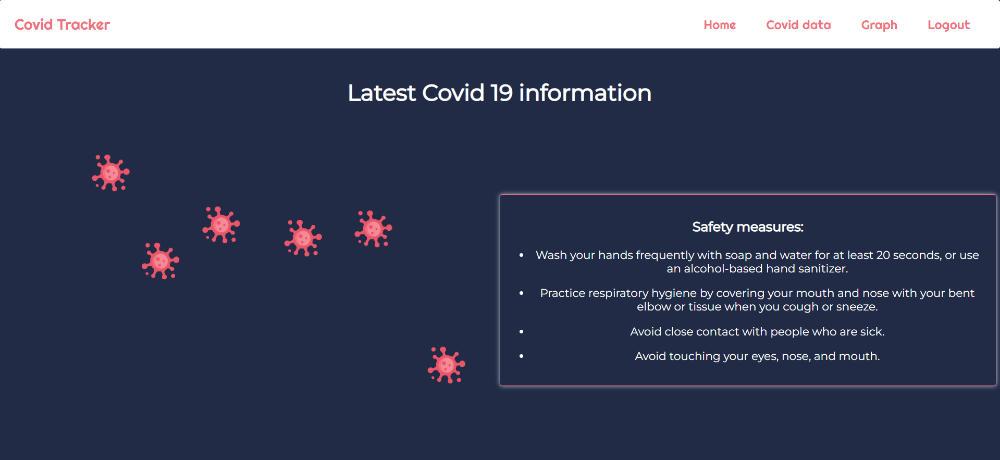 Covid Tracker
Home
Covid data
Graph
Logout
Latest Covid 19 information
Safety measures:
• Wash your hands frequently with soap and water for at least 20 seconds, or use
an alcohol-based hand sanitizer.
• Practice respiratory hygiene by covering your mouth and nose with your bent
elbow or tissue when you cough or sneeze.
• Avoid close contact with people who are sick.
• Avoid touching your eyes, nose, and mouth.